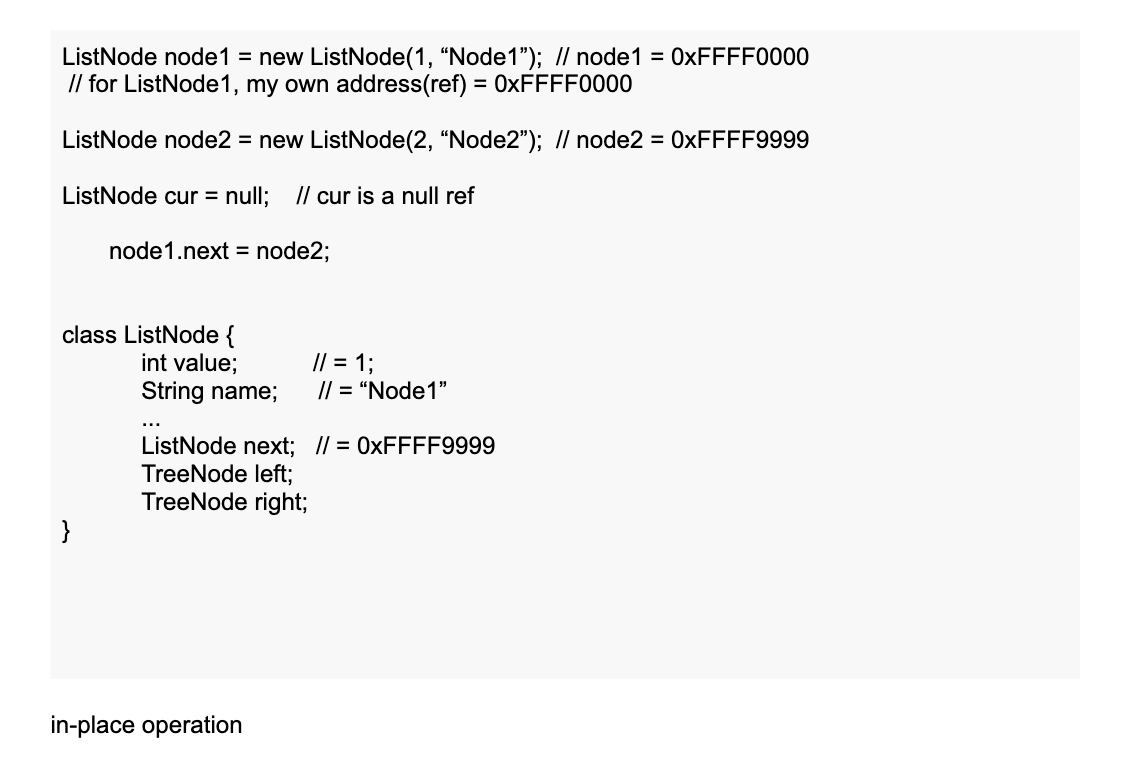 ListNode node1 = new ListNode(1, “Node1”);  // node1 = 0xFFFF0000
// for ListNode1, my own address(ref) = 0xFFFF0000
ListNode node2 = new ListNode(2, “Node2”);  // node2 = 0xFFFF9999
ListNode cur = null;    // cur is a null ref
node1.next = node2;
class ListNode {
int value;            // = 1;
String name;      // = “Node1”
...
ListNode next;   // = 0xFFFF9999
TreeNode left;
TreeNode right;
}
in-place operation